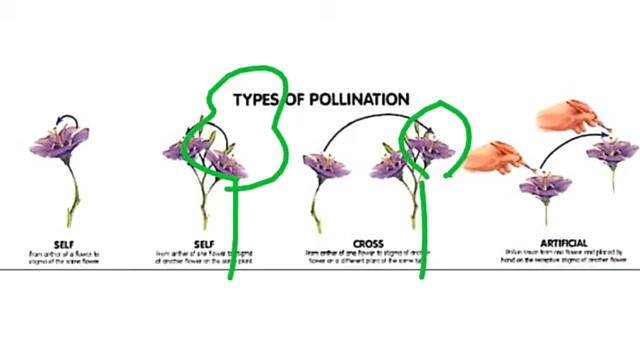 TYPES OF POLLINATION
SELF
From anther of a flower to
stigma of the same flower
SELF
From anther of one flower to stigma
of another flower on the same plant
CROSS
From anther of one flower to stigma of another
flower on a different plant of the same
ARTIFICIAL
Pollen taken from one flower and placed by
hand on the receptive stigma of another flower